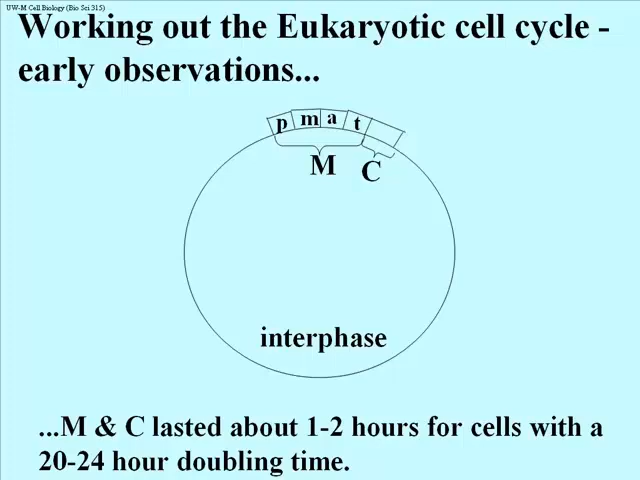 UW-M Cell Biology (Bio Sci 315)
Working out the Eukaryotic cell cycle -
early observations...
p m a t
M C
interphase
...M & C lasted about 1-2 hours for cells with a
20-24 hour doubling time.